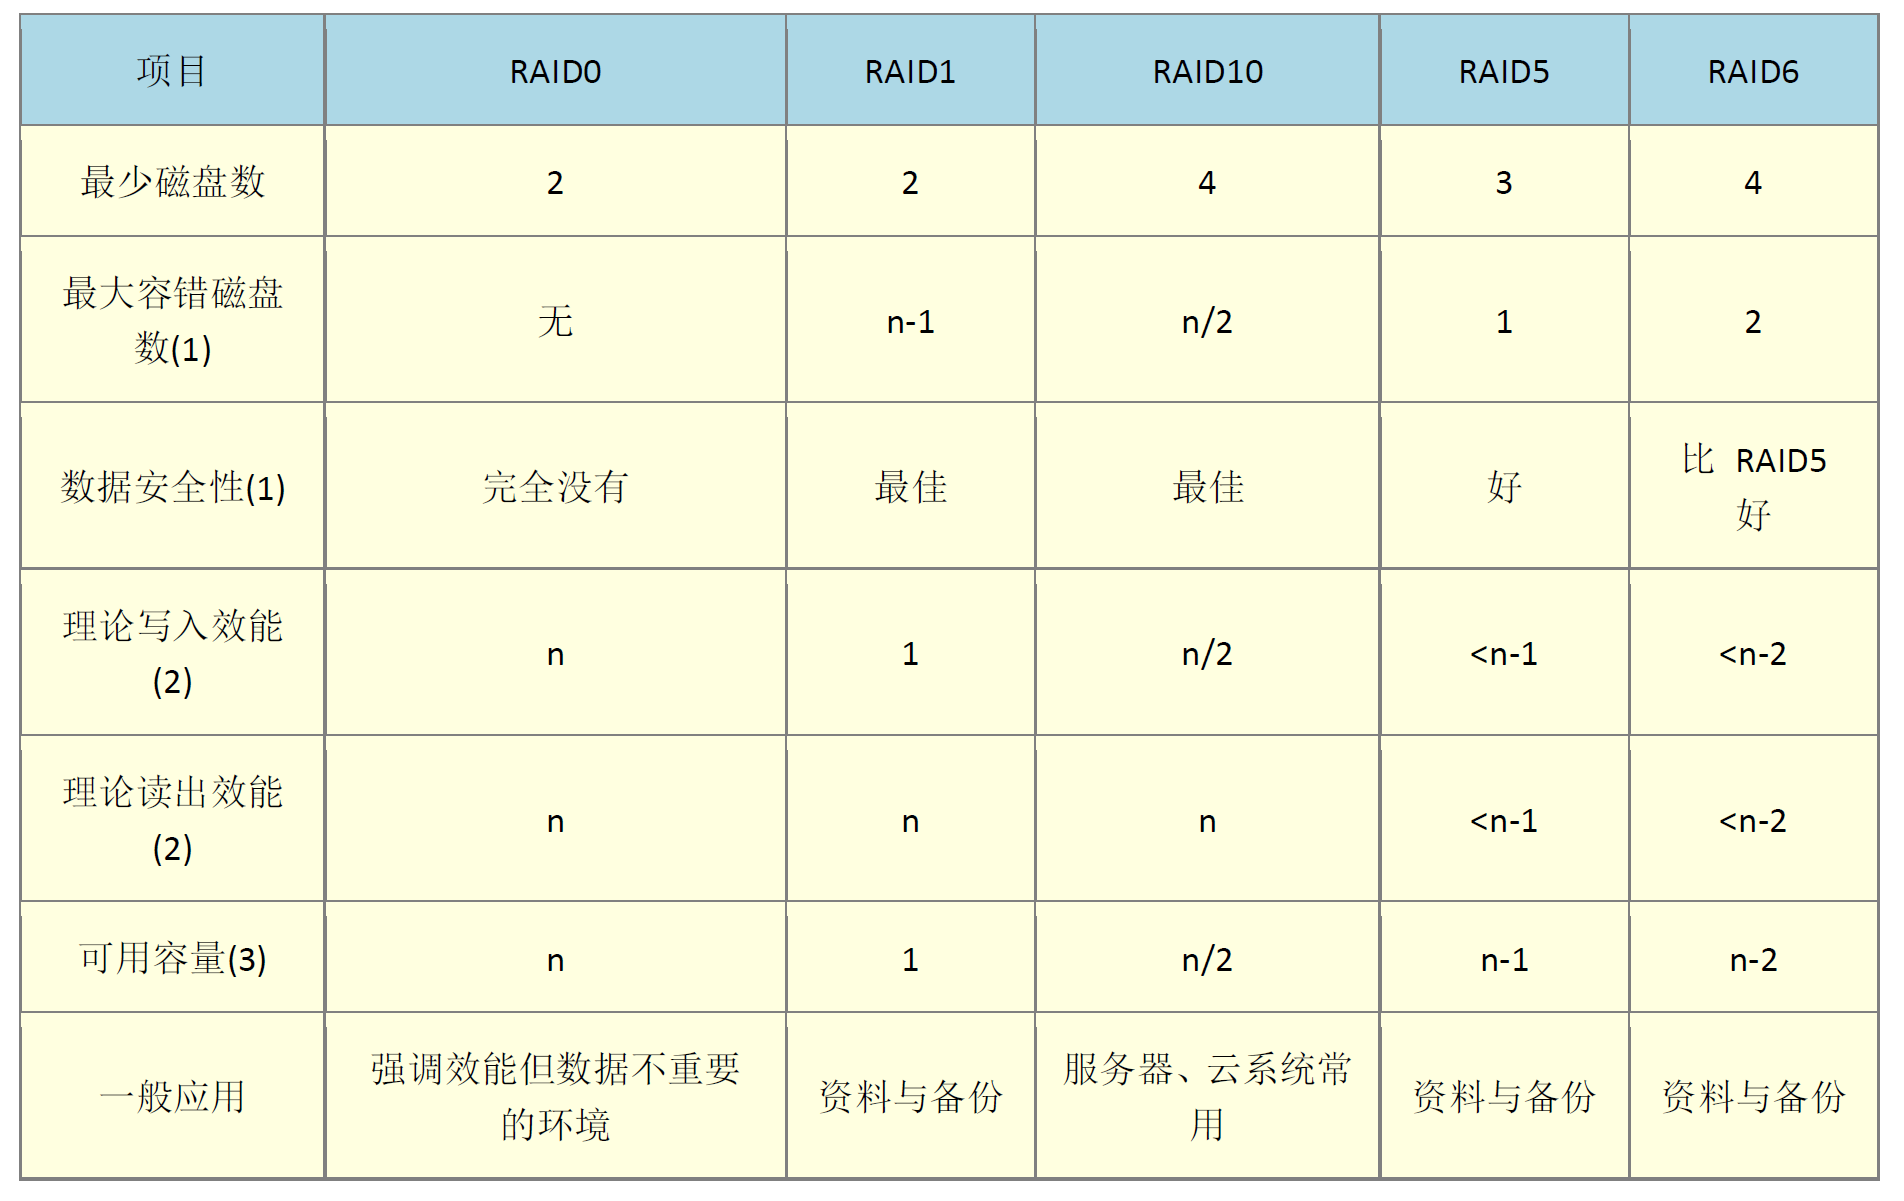 项目 RAID0 RAID1 RAID10 RAID5 RAID6
最少磁盘数 2 2 4 3 4
最大容错磁盘
数(1) 无 n-1 n/2 1 2
数据安全性(1) 完全没有 最佳 最佳 好 比 RAID5
好
理论写入效能
(2) n 1 n/2 <n-1 <n-2
理论读出效能
(2) n n n <n-1 <n-2
可用容量(3) n 1 n/2 n-1 n-2
一般应用 强调效能但数据不重要
的环境 资料与备份 服务器、云系统常
用 资料与备份 资料与备份